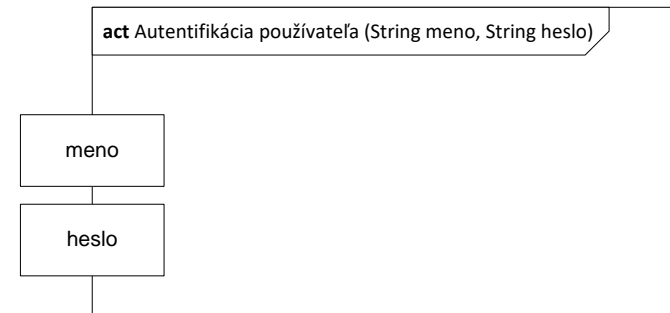 act Autentifikácia používateľa (String meno, String heslo)
meno
heslo